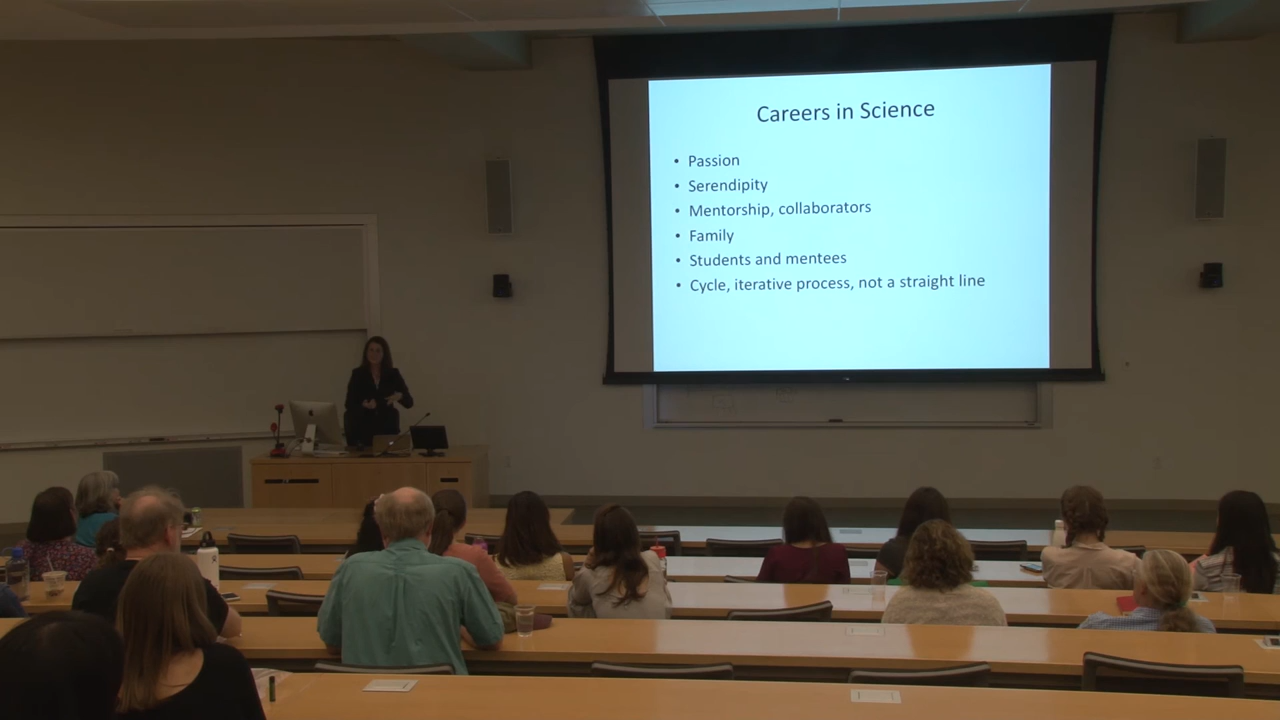 Careers in Science
• Passion
• Serendipity
• Mentorship, collaborators
• Family
• Students and mentees
• Cycle, iterative process, not a straight line